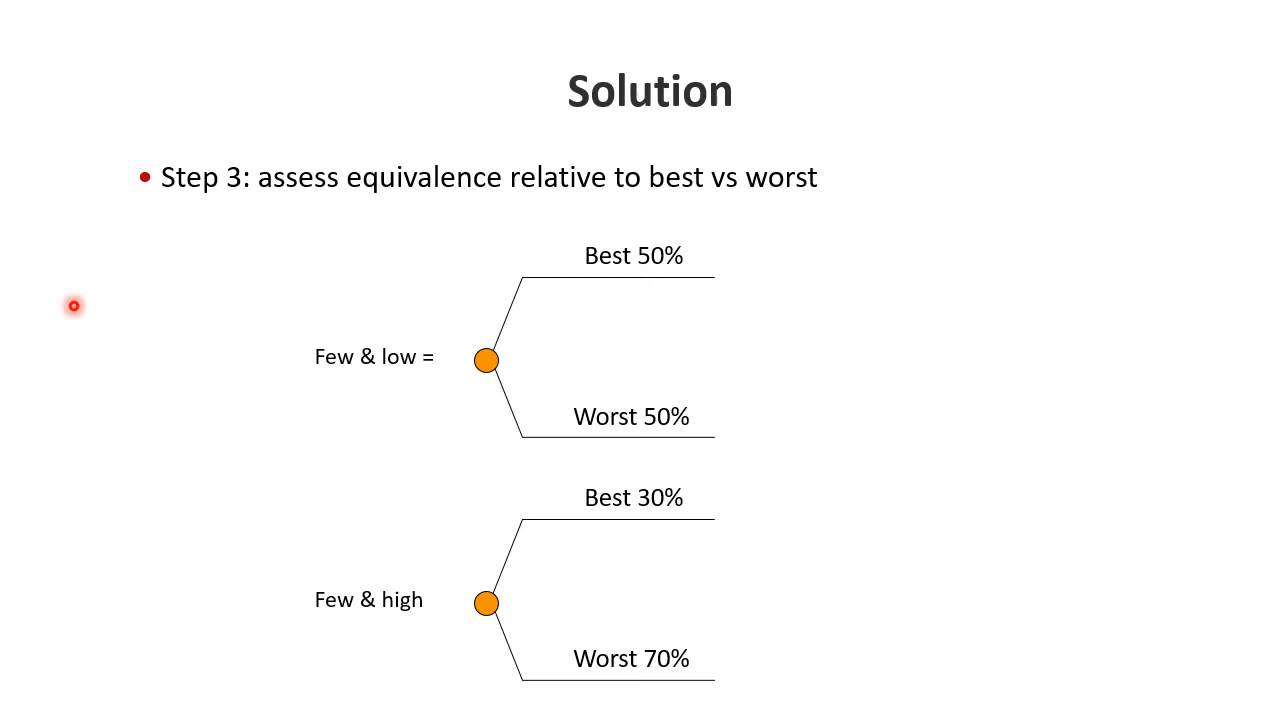 Solution
• Step 3: assess equivalence relative to best vs worst
Best 50%
Few & low =
Worst 50%
Best 30%
Few & high
Worst 70%